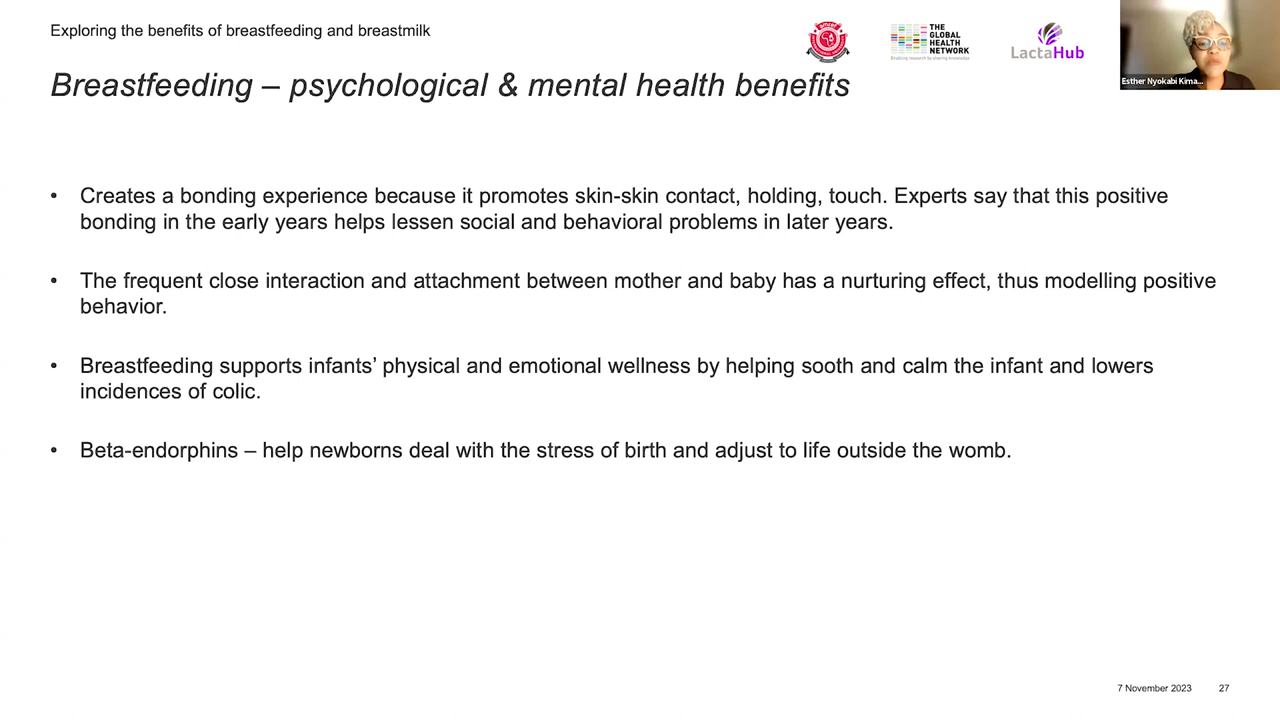 Exploring the benefits of breastfeeding and breastmilk
THE
GLOBAL
HEALTH
NETWORK
Enabling research by sharing knowledge
LactaHub
Esther Nyokabi Kima...
Breastfeeding – psychological & mental health benefits
• Creates a bonding experience because it promotes skin-skin contact, holding, touch. Experts say that this positive
bonding in the early years helps lessen social and behavioral problems in later years.
• The frequent close interaction and attachment between mother and baby has a nurturing effect, thus modelling positive
behavior.
• Breastfeeding supports infants’ physical and emotional wellness by helping sooth and calm the infant and lowers
incidences of colic.
• Beta-endorphins – help newborns deal with the stress of birth and adjust to life outside the womb.
7 November 2023
27